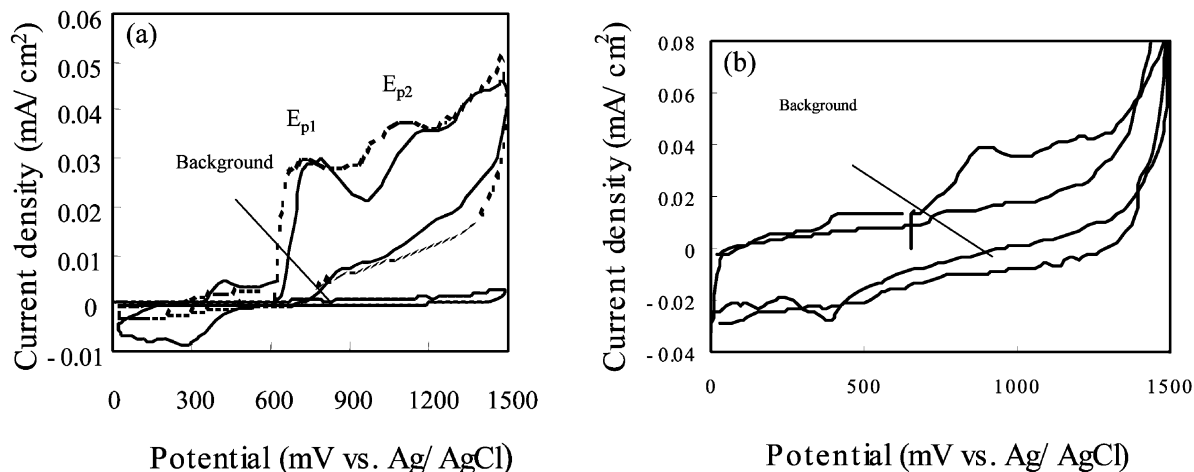 (a)
0.06
0.05
0.04
0.03
0.02
0.01
0
- 0.01
Current density (mA/ cm²)
E_p1
E_p2
Background
0 300 600 900 1200 1500
Potential (mV vs. Ag/ AgCl)
(b)
0.08
0.06
0.04
0.02
0
- 0.02
- 0.04
Current density (mA/ cm²)
Background
0 500 1000 1500
Potential (mV vs. Ag/ AgCl)